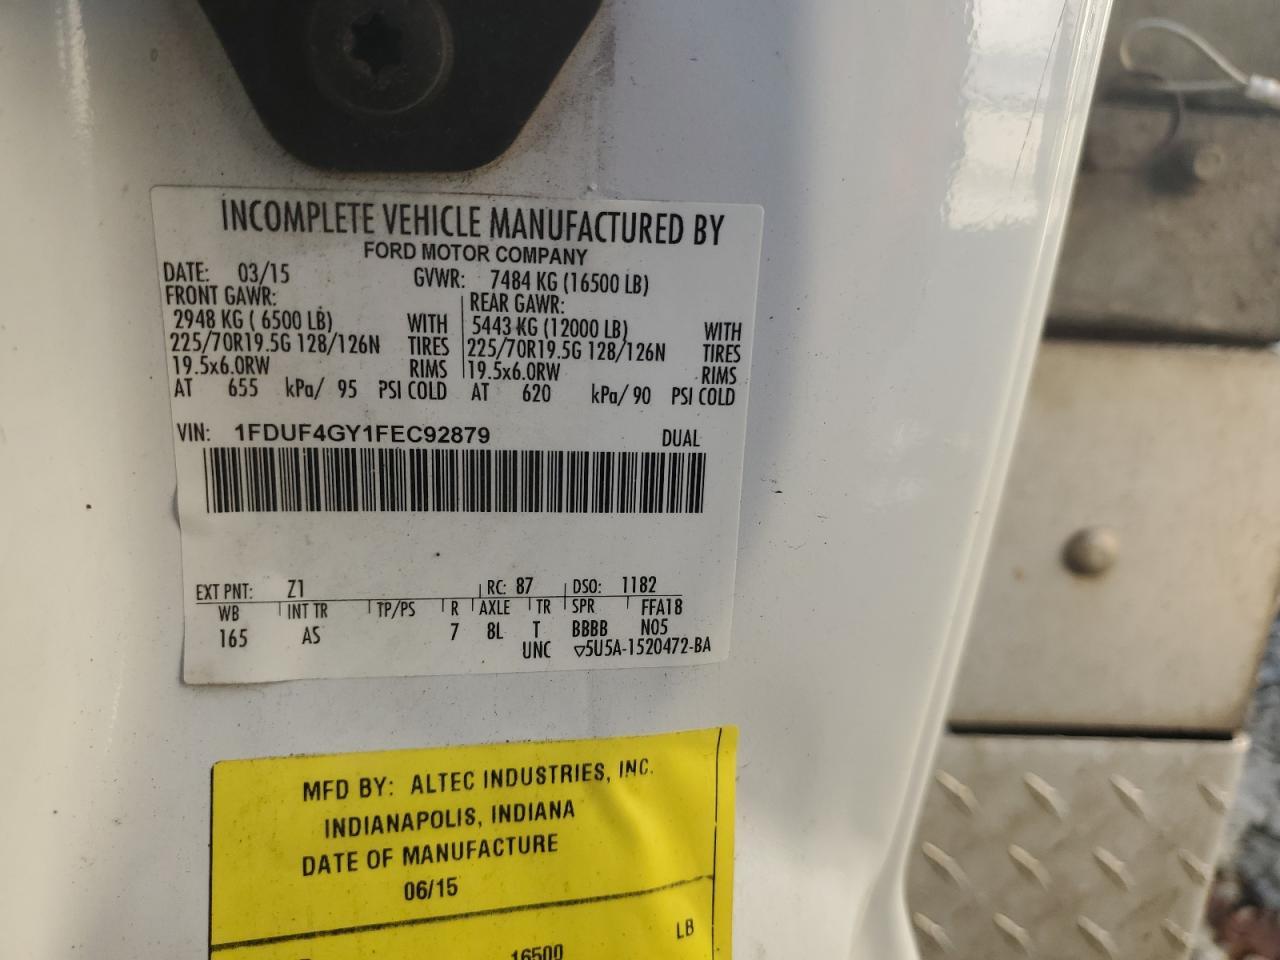 INCOMPLETE VEHICLE MANUFACTURED BY
FORD MOTOR COMPANY
DATE: 03/15 GVWR: 7484 KG (16500 LB)
FRONT GAWR: REAR GAWR:
2948 KG ( 6500 LB) WITH 5443 KG (12000 LB) WITH
225/70R19.5G 128/126N TIRES 225/70R19.5G 128/126N TIRES
19.5x6.0RW RIMS 19.5x6.0RW RIMS
AT 655 kPa/ 95 PSI COLD AT 620 kPa/ 90 PSI COLD
VIN: 1FDUF4GY1FEC92879 DUAL
EXT PNT: Z1 RC: 87 DSO: 1182
WB INT TR TP/PS R AXLE TR SPR FFA18
165 AS 7 8L T BBBB N05
UNC ▽5U5A-1520472-BA
MFD BY: ALTEC INDUSTRIES, INC.
INDIANAPOLIS, INDIANA
DATE OF MANUFACTURE
06/15
LB
16500